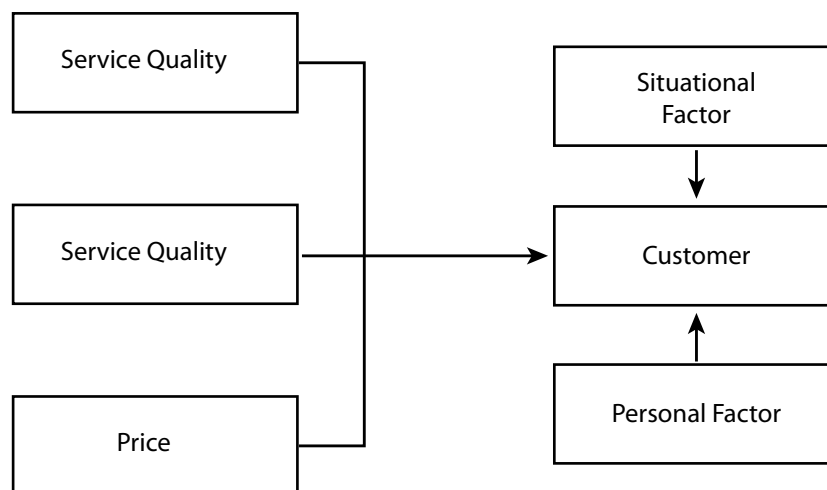 Service Quality
Situational
Factor
Service Quality
Customer
Price
Personal Factor